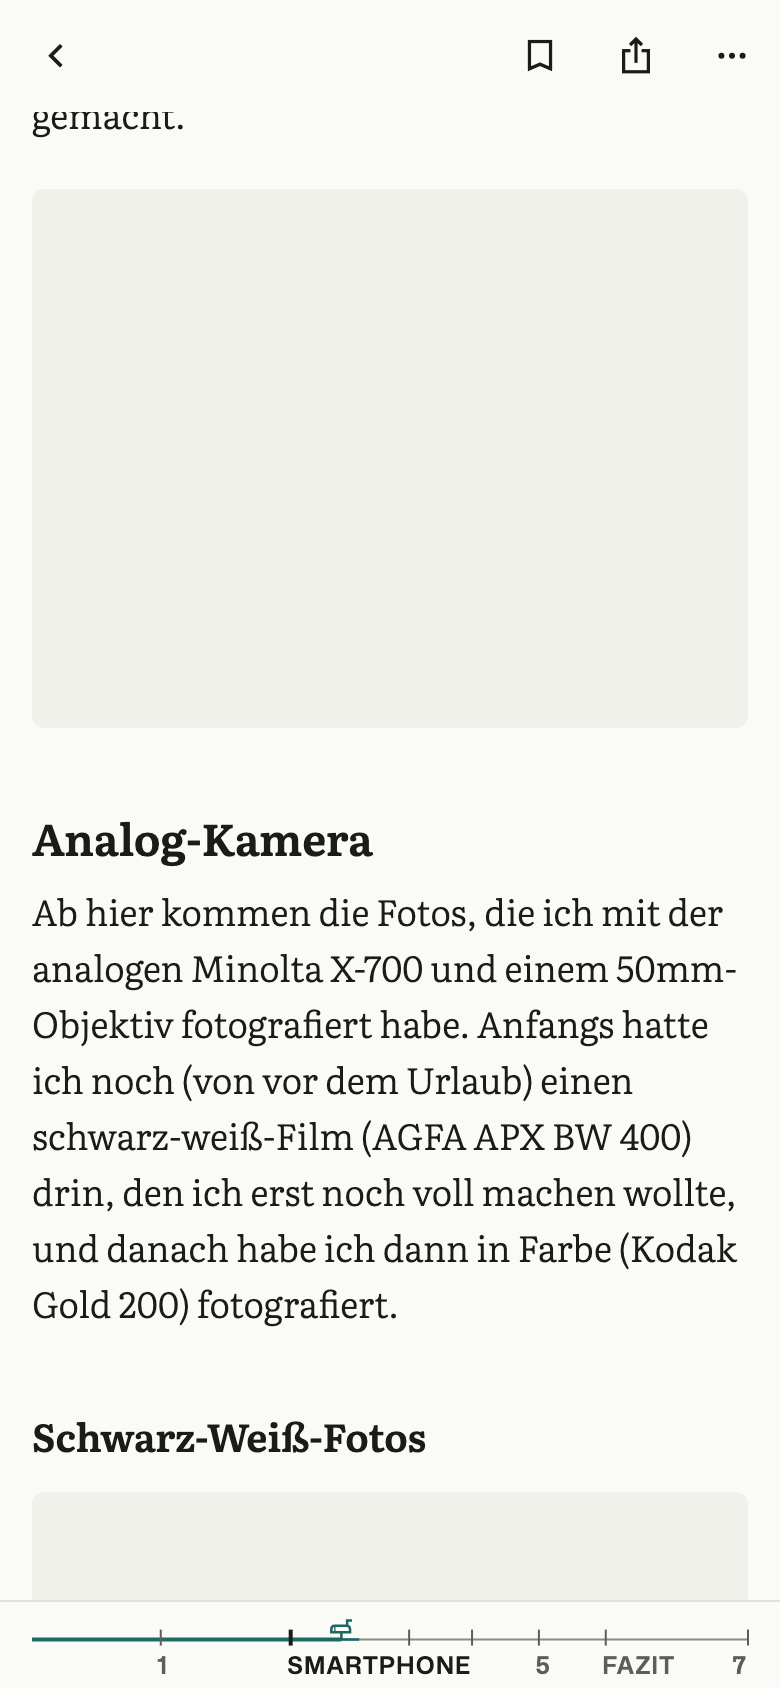 gemacht.
Analog-Kamera
Ab hier kommen die Fotos, die ich mit der
analogen Minolta X-700 und einem 50mm-
Objektiv fotografiert habe. Anfangs hatte
ich noch (von vor dem Urlaub) einen
schwarz-weiß-Film (AGFA APX BW 400)
drin, den ich erst noch voll machen wollte,
und danach habe ich dann in Farbe (Kodak
Gold 200) fotografiert.
Schwarz-Weiß-Fotos
1 SMARTPHONE 5 FAZIT 7